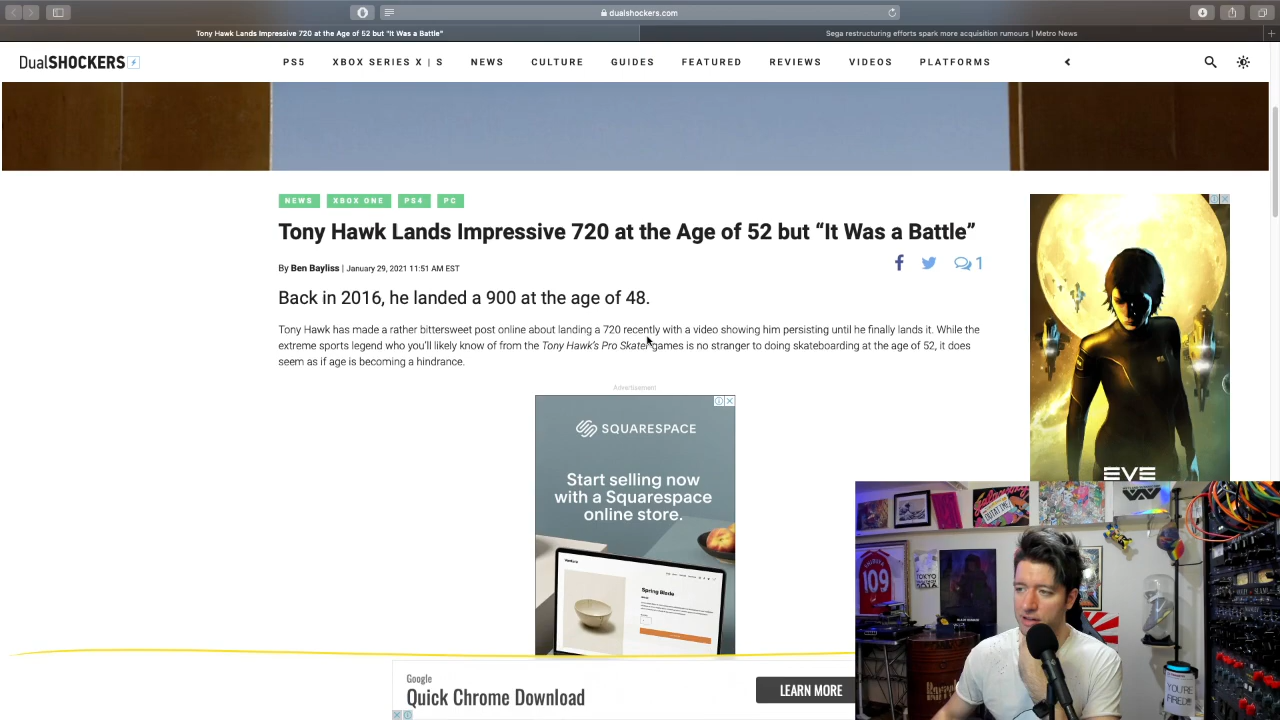 dualshockers.com
Tony Hawk Lands Impressive 720 at the Age of 52 but "It Was a Battle"
Sega restructuring efforts spark more acquisition rumours | Metro News
DualSHOCKERS
PS5 XBOX SERIES X | S NEWS CULTURE GUIDES FEATURED REVIEWS VIDEOS PLATFORMS
NEWS XBOX ONE PS4 PC
Tony Hawk Lands Impressive 720 at the Age of 52 but “It Was a Battle”
By Ben Bayliss | January 29, 2021 11:51 AM EST
1
Back in 2016, he landed a 900 at the age of 48.
Tony Hawk has made a rather bittersweet post online about landing a 720 recently with a video showing him persisting until he finally lands it. While the
extreme sports legend who you'll likely know of from the Tony Hawk's Pro Skater games is no stranger to doing skateboarding at the age of 52, it does
seem as if age is becoming a hindrance.
Advertisement
SQUARESPACE
Start selling now
with a Squarespace
online store.
Spring Blade
EVE
Google
Quick Chrome Download
LEARN MORE
109
TOKYO
YOU'RE
FIRED!